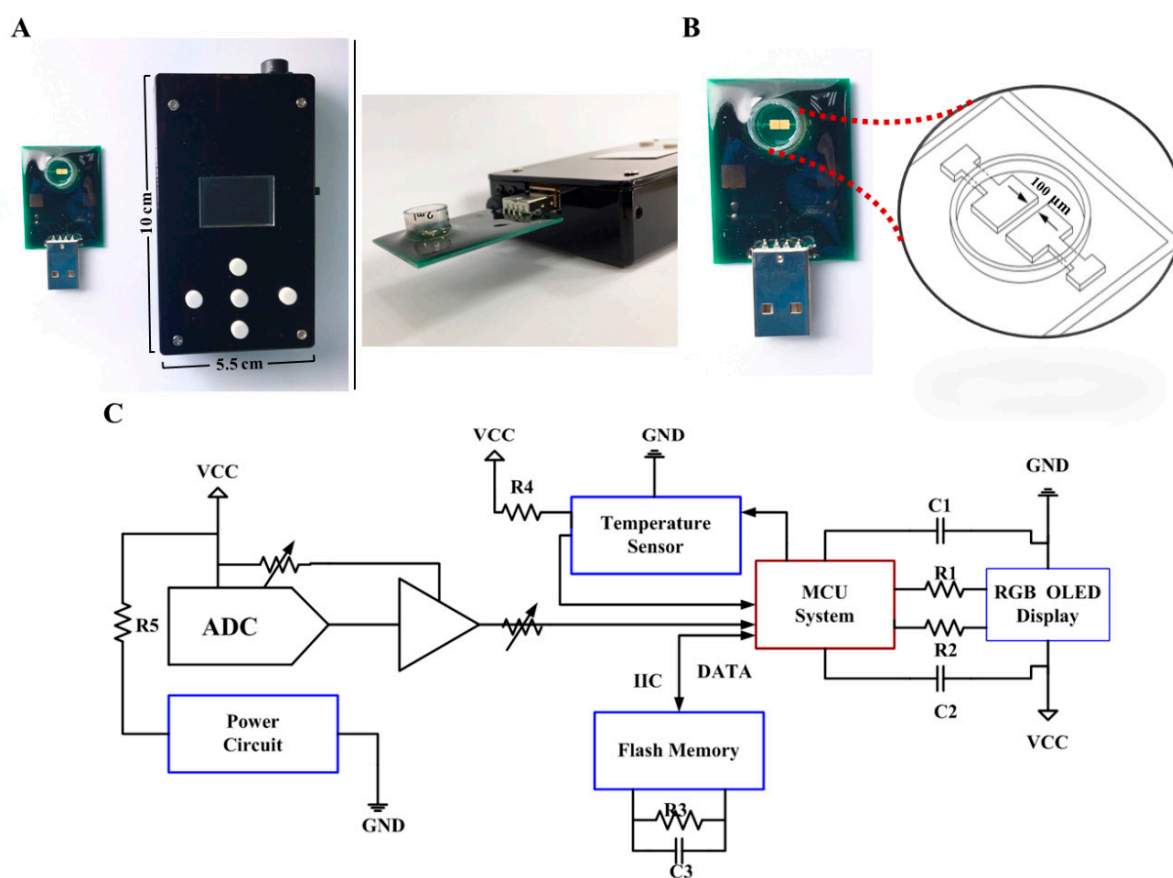 A
10 cm
5.5 cm
2ml
B
100 µm
C
VCC
R5
ADC
Power
Circuit
GND
VCC
R4
GND
Temperature
Sensor
MCU
System
IIC
DATA
Flash Memory
R3
C3
C1
R1
R2
C2
GND
RGB OLED
Display
VCC